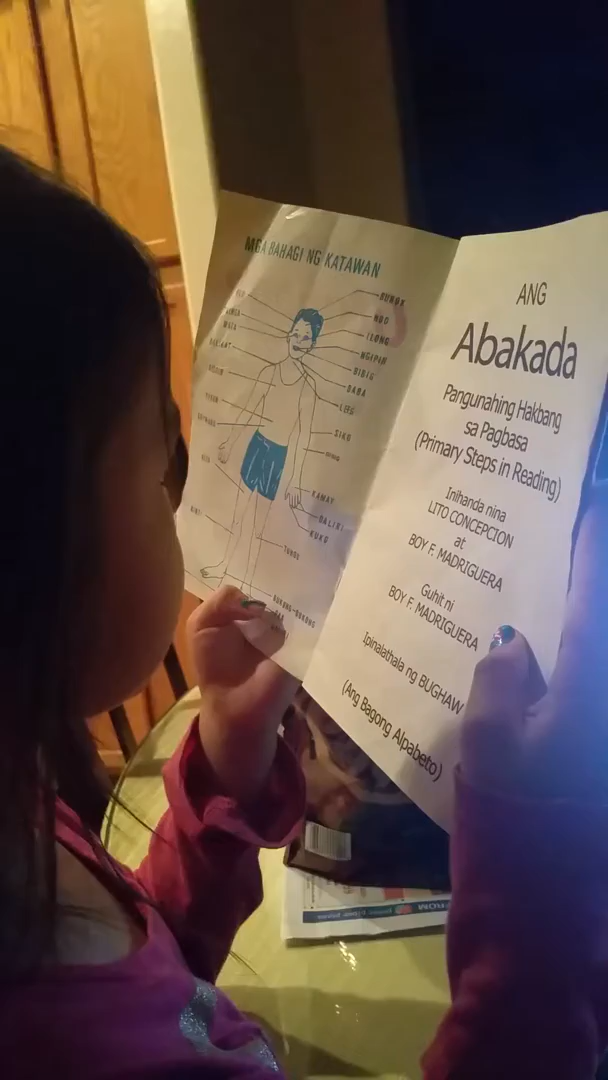 MGA BAHAGI NG KATAWAN
BUHOK
NOO
ILONG
NGIPIN
BIBIG
BABA
LEEG
SIKO
KAMAY
DALIRI
KUKO
TUHOD
MATA
BALIKAT
ANG
Abakada
Pangunahing Hakbang
sa Pagbasa
(Primary Steps in Reading)
Inihanda nina
LITO CONCEPCION
at
BOY F. MADRIGUERA
Guhit ni
BOY F. MADRIGUERA
Ipinalathala ng BUGHAW
(Ang Bagong Alpabeto)